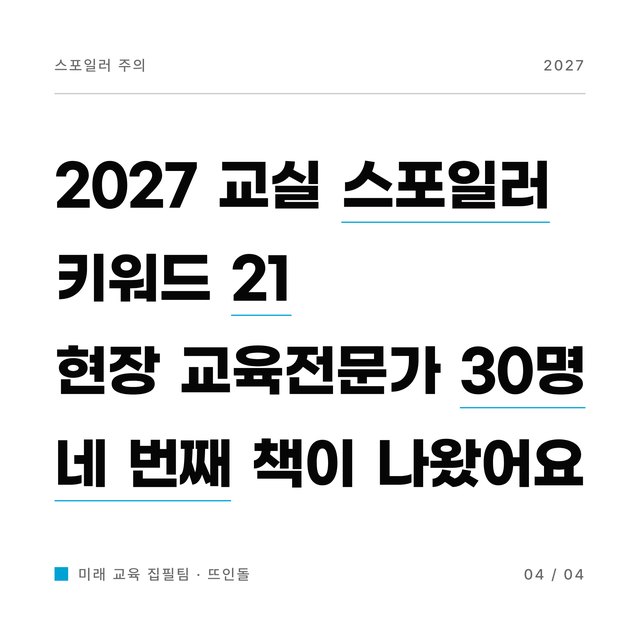 스포일러 주의
2027
2027 교실 스포일러
키워드 21
현장 교육전문가 30명
네 번째 책이 나왔어요
미래 교육 집필팀 · 뜨인돌
04 / 04